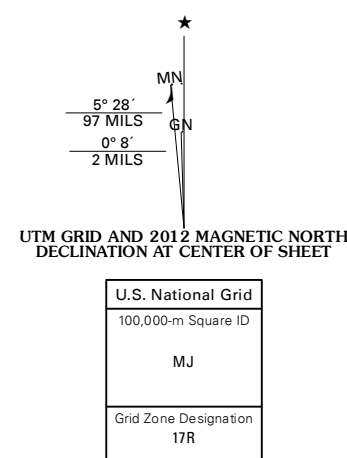 ★
MN
5° 28´
97 MILS
GN
0° 8´
2 MILS
UTM GRID AND 2012 MAGNETIC NORTH
DECLINATION AT CENTER OF SHEET
U.S. National Grid
100,000-m Square ID
MJ
Grid Zone Designation
17R